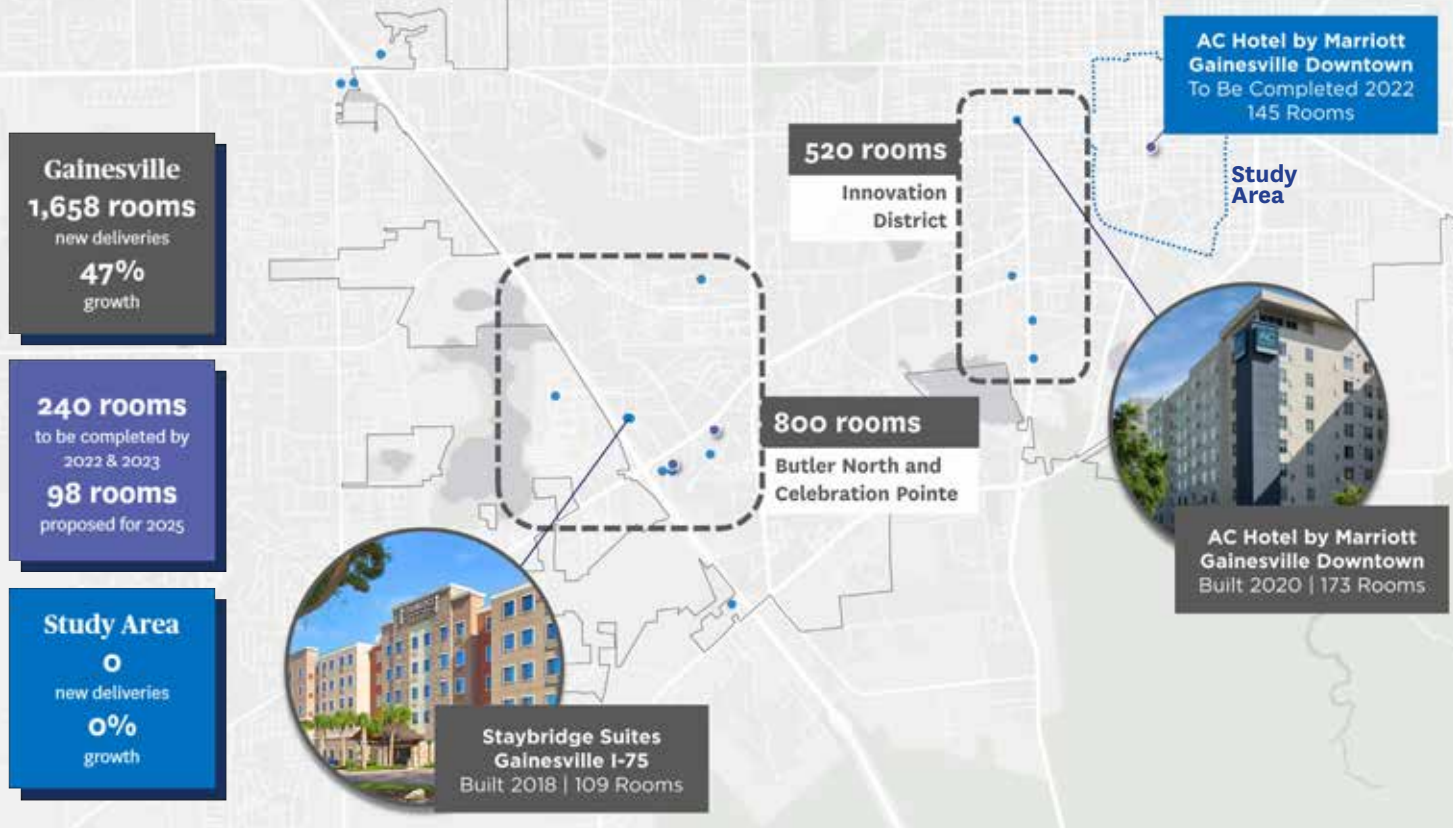 Gainesville
1,658 rooms
new deliveries
47%
growth
240 rooms
to be completed by
2022 & 2023
98 rooms
proposed for 2025
Study Area
0
new deliveries
0%
growth
AC Hotel by Marriott
Gainesville Downtown
To Be Completed 2022
145 Rooms
Study
Area
520 rooms
Innovation
District
800 rooms
Butler North and
Celebration Pointe
AC
AC Hotel by Marriott
Gainesville Downtown
Built 2020 | 173 Rooms
Staybridge Suites
Gainesville I-75
Built 2018 | 109 Rooms